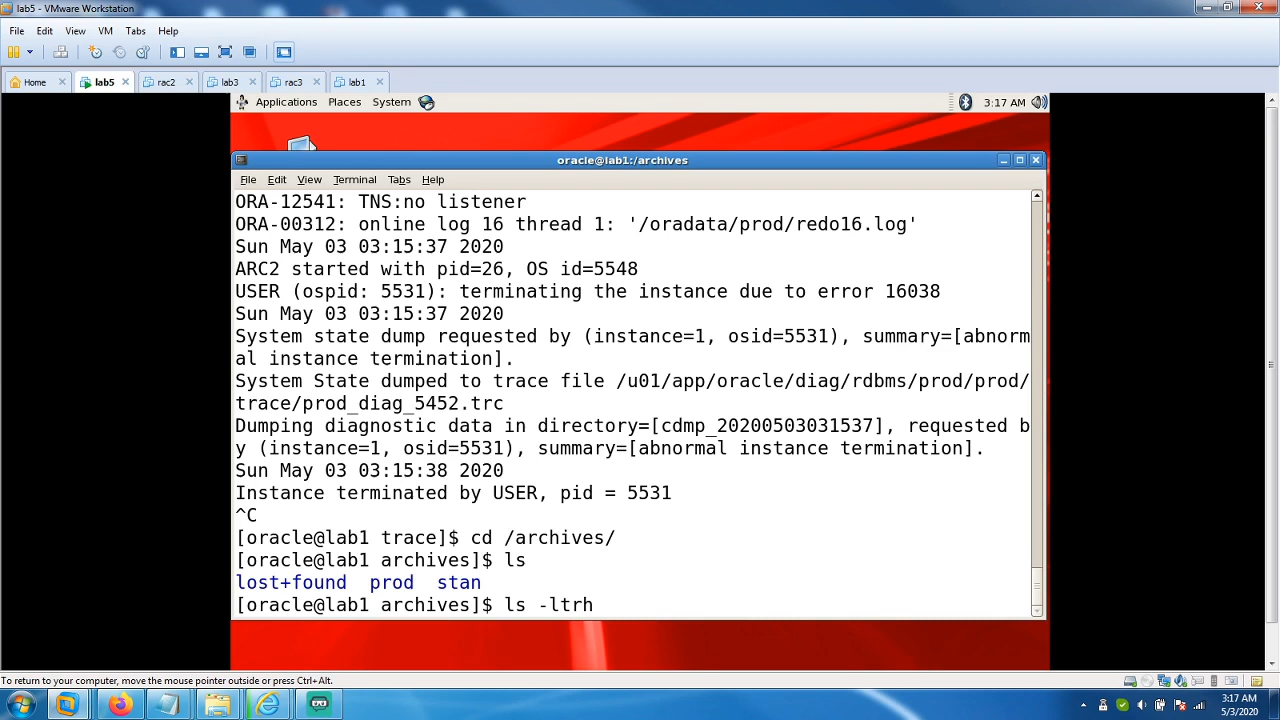 lab5 - VMware Workstation
File Edit View VM Tabs Help
Home lab5 rac2 lab3 rac3 lab1
Applications Places System 3:17 AM
oracle@lab1:/archives
File Edit View Terminal Tabs Help
ORA-12541: TNS:no listener
ORA-00312: online log 16 thread 1: '/oradata/prod/redo16.log'
Sun May 03 03:15:37 2020
ARC2 started with pid=26, OS id=5548
USER (ospid: 5531): terminating the instance due to error 16038
Sun May 03 03:15:37 2020
System state dump requested by (instance=1, osid=5531), summary=[abnorm
al instance termination].
System State dumped to trace file /u01/app/oracle/diag/rdbms/prod/prod/
trace/prod_diag_5452.trc
Dumping diagnostic data in directory=[cdmp_20200503031537], requested b
y (instance=1, osid=5531), summary=[abnormal instance termination].
Sun May 03 03:15:38 2020
Instance terminated by USER, pid = 5531
^C
[oracle@lab1 trace]$ cd /archives/
[oracle@lab1 archives]$ ls
lost+found prod stan
[oracle@lab1 archives]$ ls -ltrh
To return to your computer, move the mouse pointer outside or press Ctrl+Alt.
3:17 AM
5/3/2020